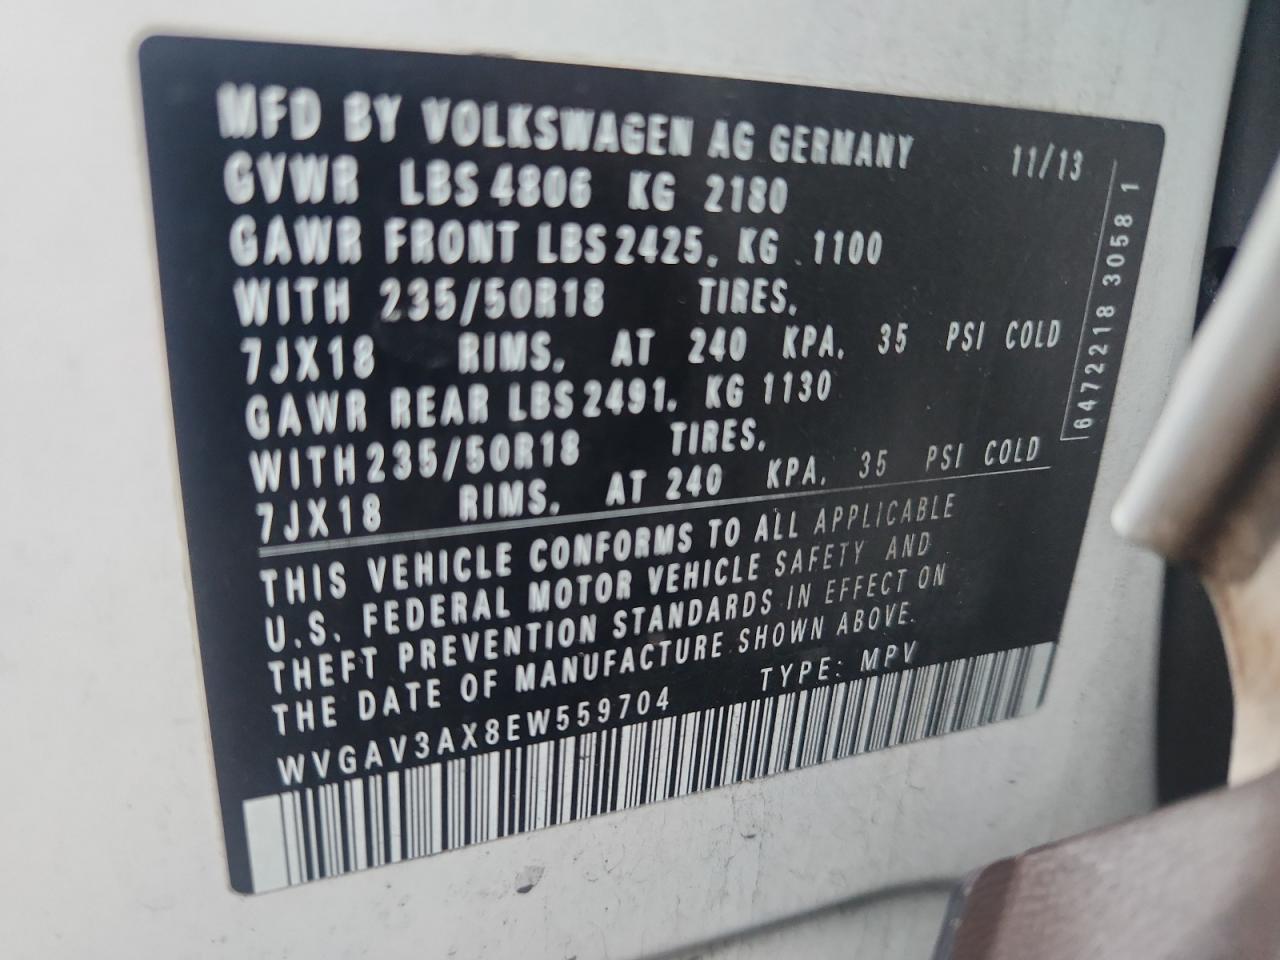 MFD BY VOLKSWAGEN AG GERMANY 11/13
GVWR LBS 4806 KG 2180
GAWR FRONT LBS 2425, KG 1100
WITH 235/50R18 TIRES,
7JX18 RIMS, AT 240 KPA, 35 PSI COLD
GAWR REAR LBS 2491, KG 1130
WITH 235/50R18 TIRES,
7JX18 RIMS, AT 240 KPA, 35 PSI COLD
THIS VEHICLE CONFORMS TO ALL APPLICABLE
U.S. FEDERAL MOTOR VEHICLE SAFETY AND
THEFT PREVENTION STANDARDS IN EFFECT ON
THE DATE OF MANUFACTURE SHOWN ABOVE.
WVGAV3AX8EW559704 TYPE: MPV
6472218 3058 1